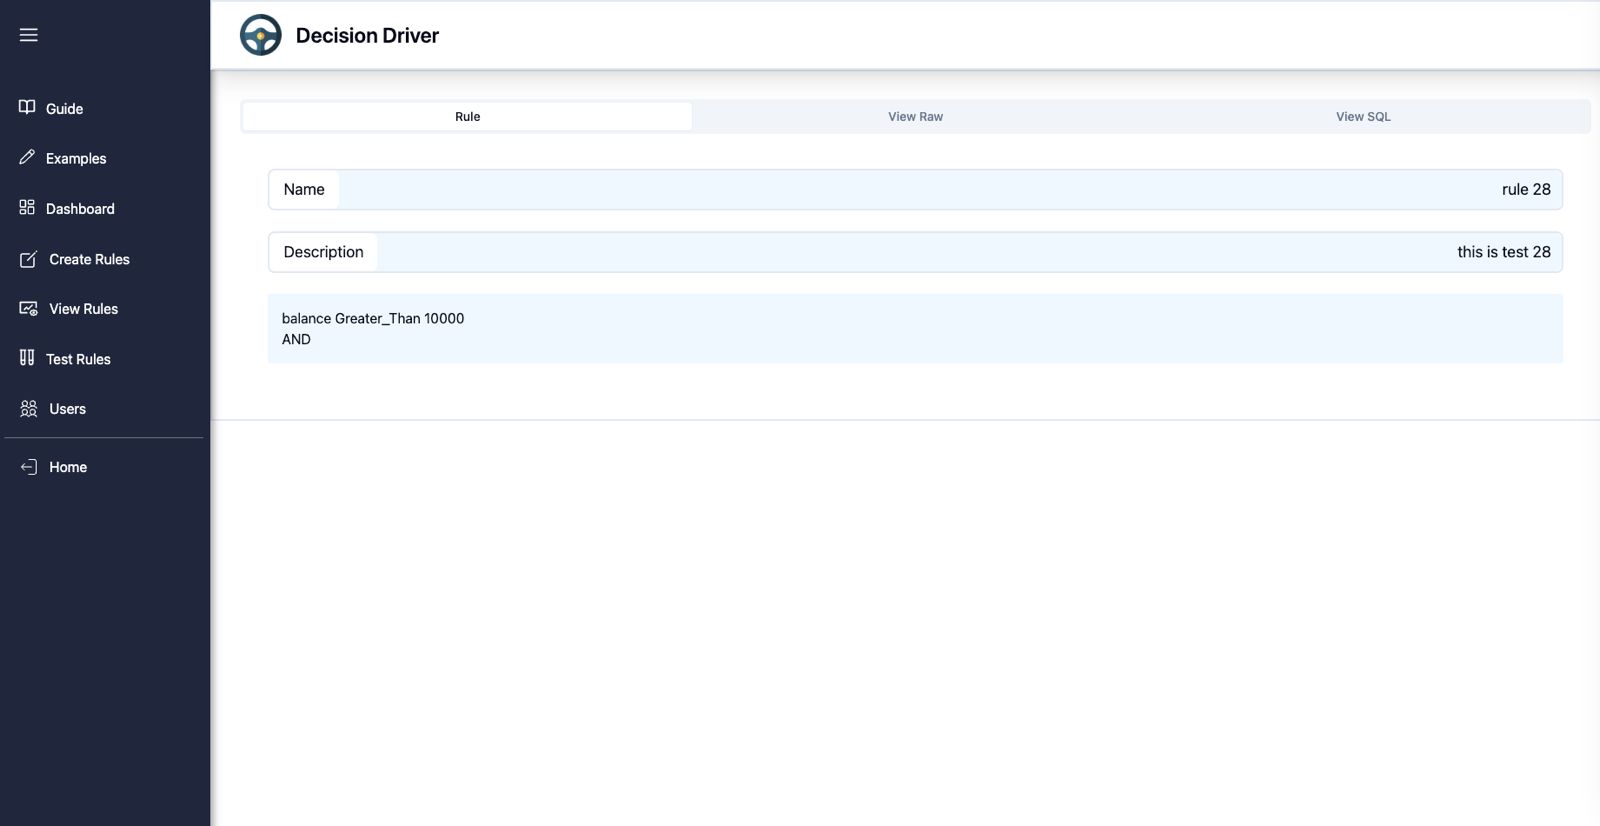 Decision Driver
Guide
Examples
Dashboard
Create Rules
View Rules
Test Rules
Users
Home
Rule
View Raw
View SQL
Name
rule 28
Description
this is test 28
balance Greater_Than 10000
AND